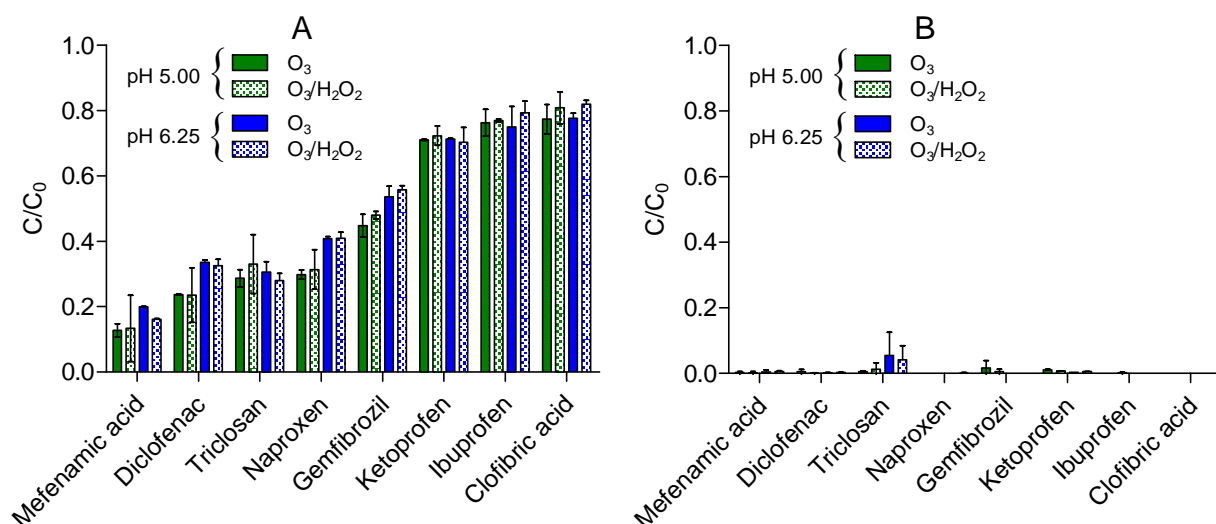 A
1.0
0.8
0.6
0.4
0.2
0.0
C/C₀
pH 5.00
O₃
O₃/H₂O₂
pH 6.25
O₃
O₃/H₂O₂
Mefenamic acid
Diclofenac
Triclosan
Naproxen
Gemfibrozil
Ketoprofen
Ibuprofen
Clofibric acid
B
1.0
0.8
0.6
0.4
0.2
0.0
C/C₀
pH 5.00
O₃
O₃/H₂O₂
pH 6.25
O₃
O₃/H₂O₂
Mefenamic acid
Diclofenac
Triclosan
Naproxen
Gemfibrozil
Ketoprofen
Ibuprofen
Clofibric acid